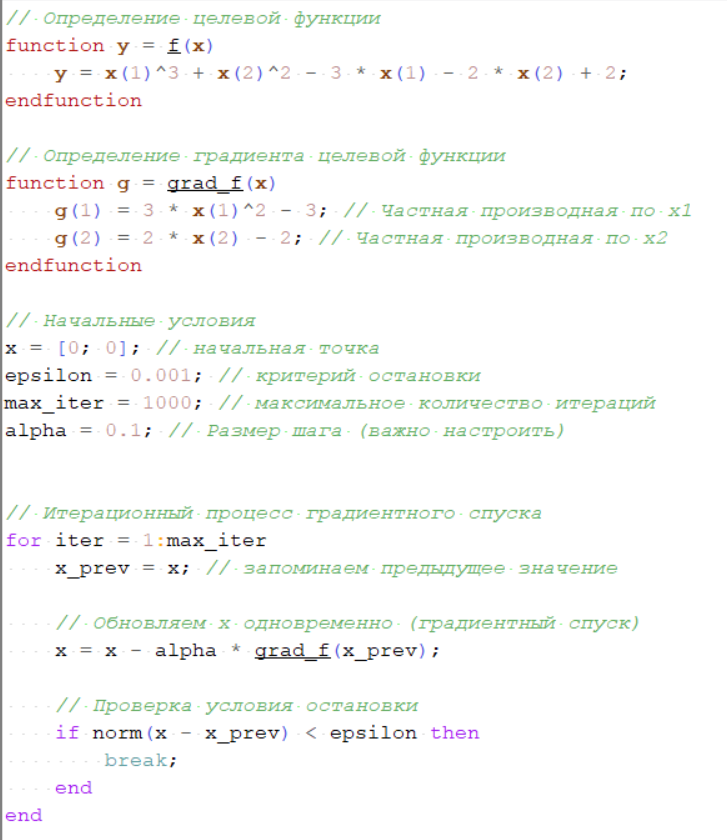 // Определение целевой функции
function y = f(x)
    y = x(1)^3 + x(2)^2 - 3 * x(1) - 2 * x(2) + 2;
endfunction

// Определение градиента целевой функции
function g = grad_f(x)
    g(1) = 3 * x(1)^2 - 3; // Частная производная по x1
    g(2) = 2 * x(2) - 2; // Частная производная по x2
endfunction

// Начальные условия
x = [0; 0]; // начальная точка
epsilon = 0.001; // критерий остановки
max_iter = 1000; // максимальное количество итераций
alpha = 0.1; // Размер шага (важно настроить)

// Итерационный процесс градиентного спуска
for iter = 1:max_iter
    x_prev = x; // запоминаем предыдущее значение

    // Обновляем x одновременно (градиентный спуск)
    x = x - alpha * grad_f(x_prev);

    // Проверка условия остановки
    if norm(x - x_prev) < epsilon then
        break;
    end
end